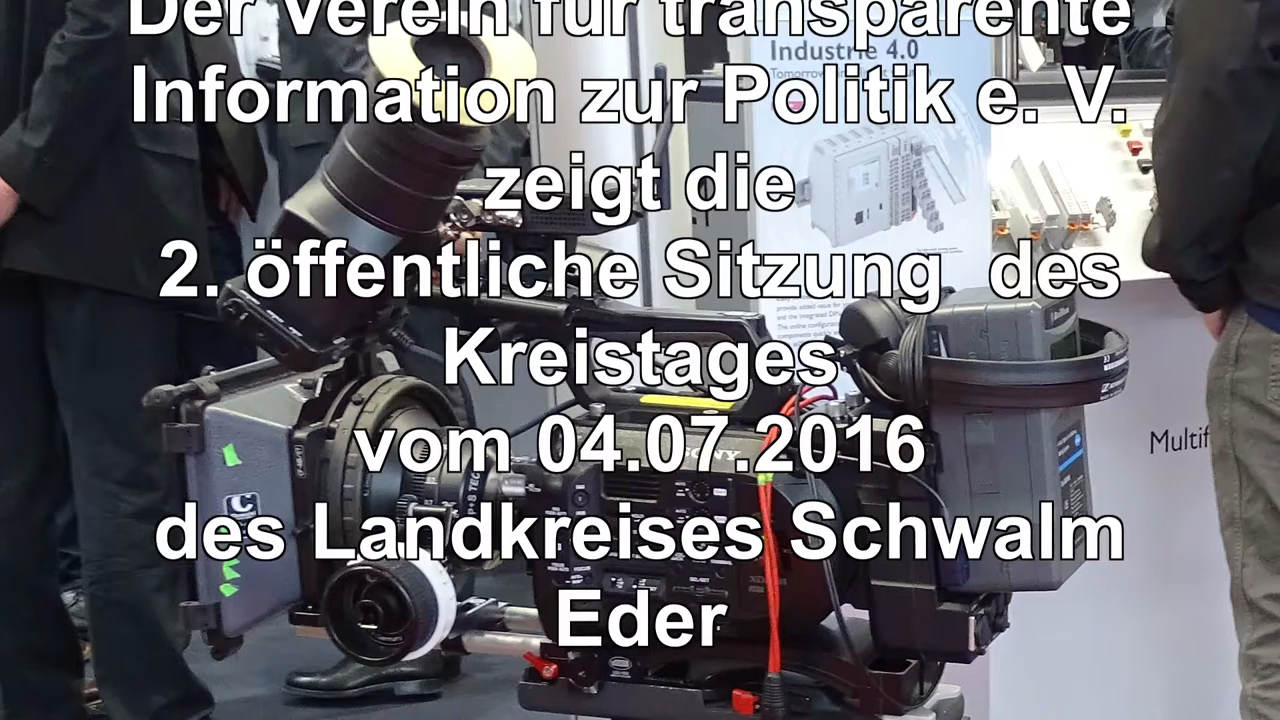 Der Verein für transparente
Information zur Politik e. V.
zeigt die
2. öffentliche Sitzung des
Kreistages
vom 04.07.2016
des Landkreises Schwalm
Eder
Industrie 4.0
SONY
Multif